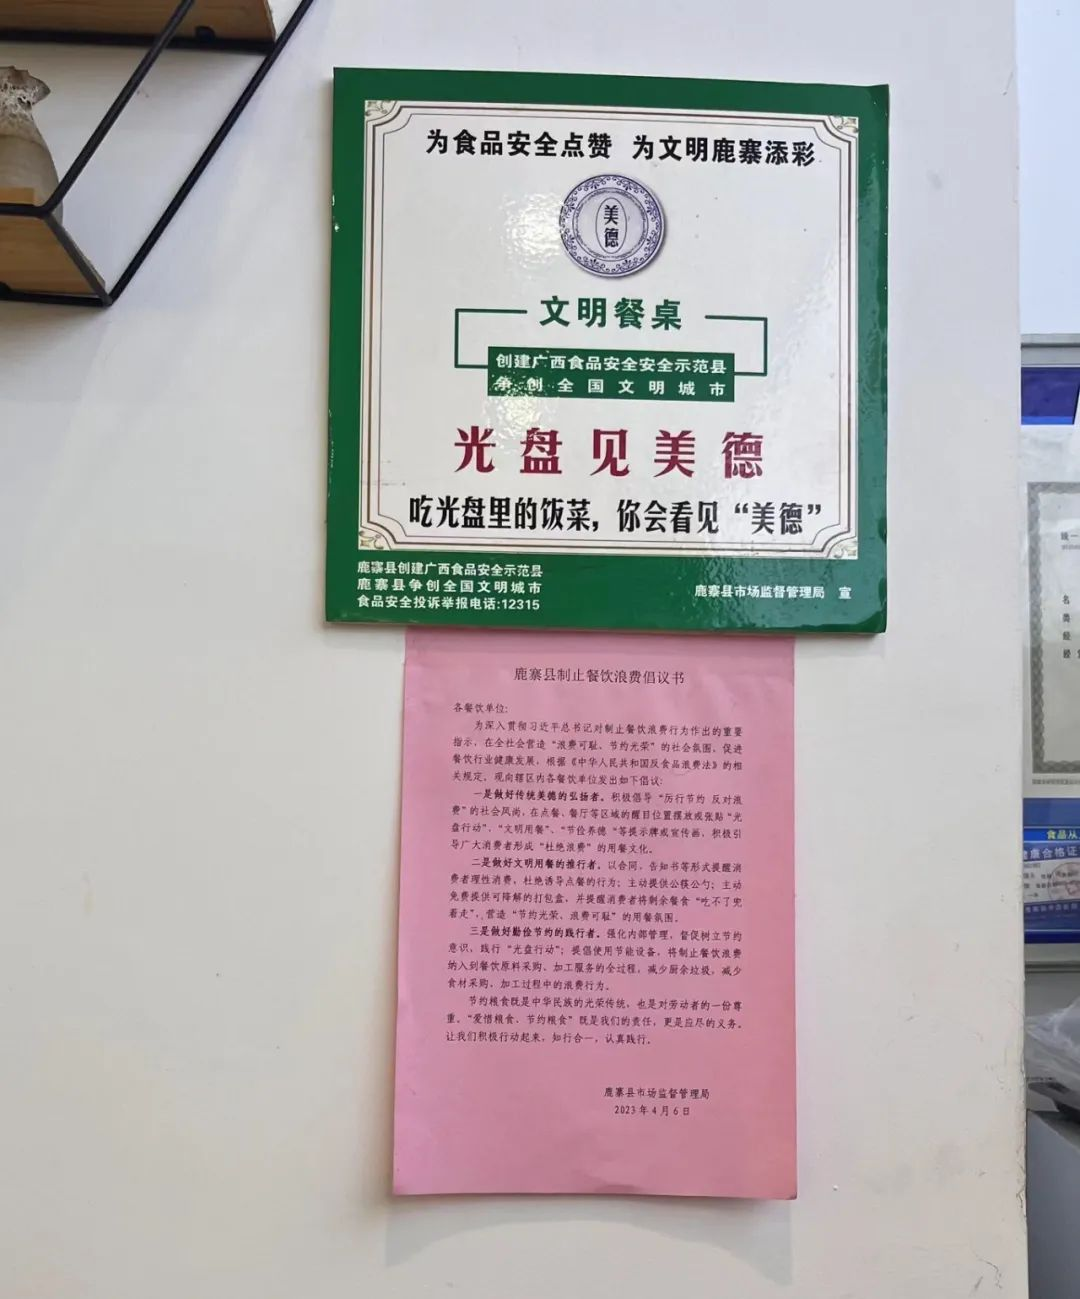 为食品安全点赞 为文明鹿寨添彩
美德
文明餐桌
创建广西食品安全安全示范县
争创全国文明城市
光盘见美德
吃光盘里的饭菜，你会看见“美德”
鹿寨县创建广西食品安全示范县
鹿寨县争创全国文明城市
食品安全投诉举报电话:12315
鹿寨县市场监督管理局 宣
鹿寨县制止餐饮浪费倡议书
各餐饮单位:
为深入贯彻习近平总书记对制止餐饮浪费行为作出的重要
指示，在全社会营造“浪费可耻、节约光荣”的社会氛围，促进
餐饮行业健康发展，根据《中华人民共和国反食品浪费法》的相
关规定，现向辖区内各餐饮单位发出如下倡议:
一是做好传统美德的弘扬者。积极倡导“厉行节约 反对浪
费”的社会风尚，在点餐、餐厅等区域的醒目位置摆放或张贴“光
盘行动”，“文明用餐”、“节俭养德“等提示牌或宣传画，积极引
导广大消费者形成“杜绝浪费”的用餐文化。
二是做好文明用餐的推行者。以合同、告知书等形式提醒消
费者理性消费，杜绝诱导点餐的行为；主动提供公筷公勺；主动
免费提供可降解的打包盒，并提醒消费者将剩余餐食“吃不了兜
着走”，营造“节约光荣、浪费可耻”的用餐氛围。
三是做好勤俭节约的践行者。强化内部管理，督促树立节约
意识，践行“光盘行动”；提倡使用节能设备，将制止餐饮浪费
纳入到餐饮原料采购、加工服务的全过程，减少厨余垃圾，减少
食材采购、加工过程中的浪费行为。
节约粮食既是中华民族的光荣传统，也是对劳动者的一份尊
重。“爱惜粮食、节约粮食”既是我们的责任，更是应尽的义务。
让我们积极行动起来，知行合一，认真践行。
鹿寨县市场监督管理局
2023年4月6日
名
类
经
食品从
康合格证